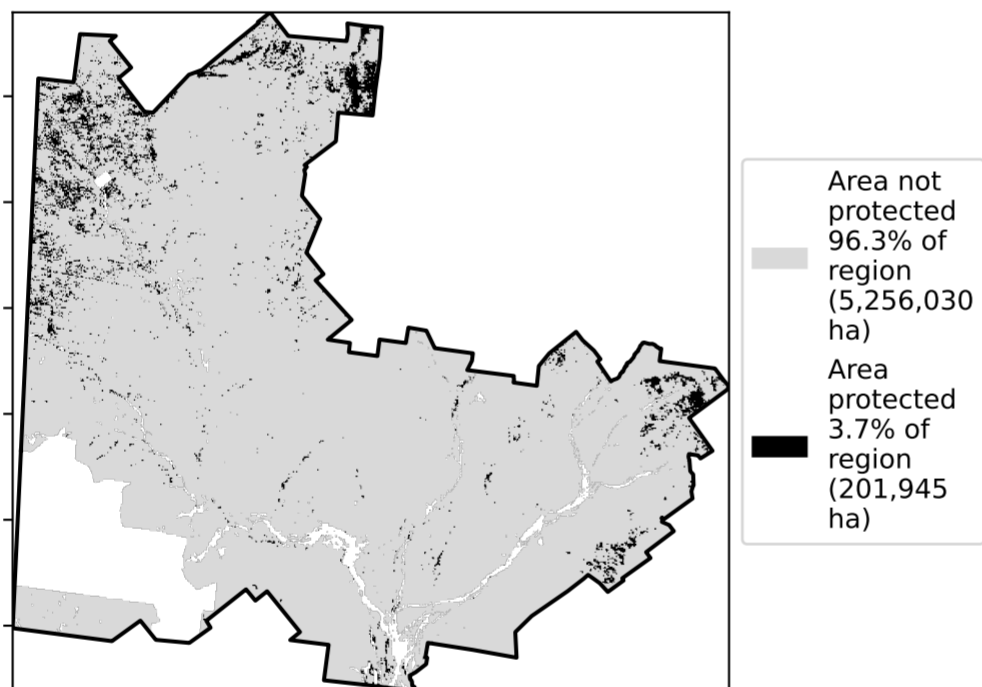 Area not
protected
96.3% of
region
(5,256,030
ha)
Area
protected
3.7% of
region
(201,945
ha)